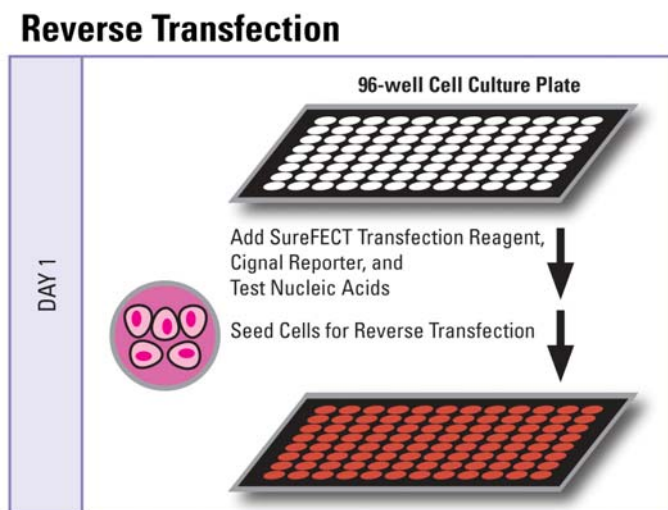 Reverse Transfection
96-well Cell Culture Plate
DAY 1
Add SureFECT Transfection Reagent,
Cignal Reporter, and
Test Nucleic Acids
Seed Cells for Reverse Transfection